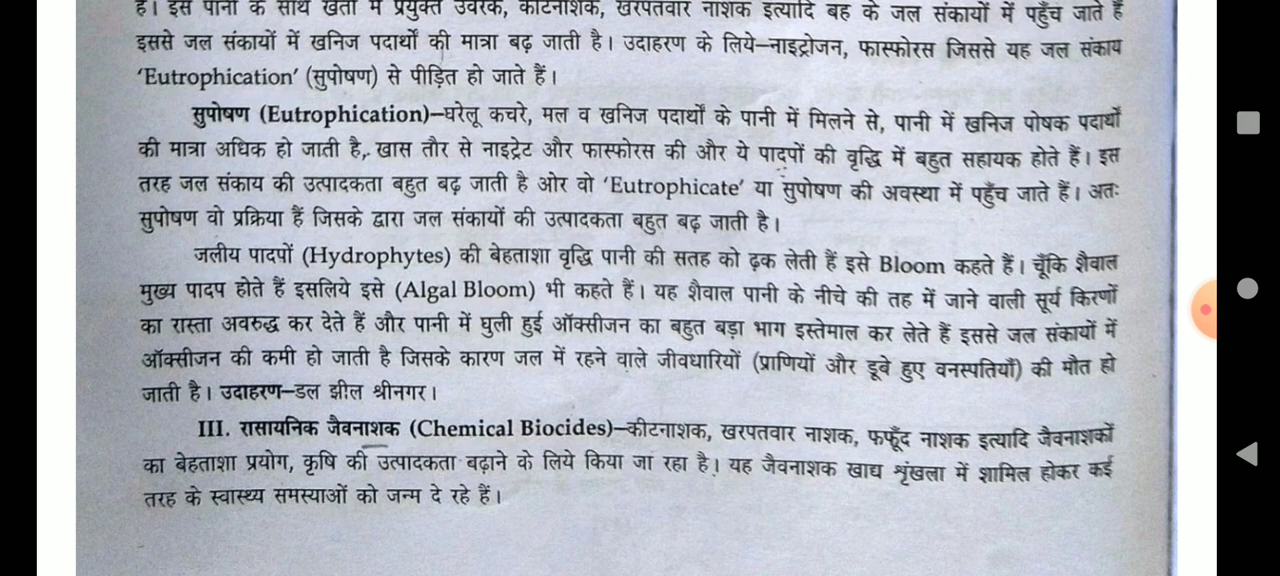 है। इस पानी के साथ खेतों में प्रयुक्त उर्वरक, कीटनाशक, खरपतवार नाशक इत्यादि बह के जल संकायों में पहुँच जाते हैं
इससे जल संकायों में खनिज पदार्थों की मात्रा बढ़ जाती है। उदाहरण के लिये–नाइट्रोजन, फास्फोरस जिससे यह जल संकाय
‘Eutrophication’ (सुपोषण) से पीड़ित हो जाते हैं।
सुपोषण (Eutrophication)–घरेलू कचरे, मल व खनिज पदार्थों के पानी में मिलने से, पानी में खनिज पोषक पदार्थों
की मात्रा अधिक हो जाती है, खास तौर से नाइट्रेट और फास्फोरस की और ये पादपों की वृद्धि में बहुत सहायक होते हैं। इस
तरह जल संकाय की उत्पादकता बहुत बढ़ जाती है ओर वो ‘Eutrophicate’ या सुपोषण की अवस्था में पहुँच जाते हैं। अतः
सुपोषण वो प्रक्रिया हैं जिसके द्वारा जल संकायों की उत्पादकता बहुत बढ़ जाती है।
जलीय पादपों (Hydrophytes) की बेहताशा वृद्धि पानी की सतह को ढ़क लेती हैं इसे Bloom कहते हैं। चूँकि शैवाल
मुख्य पादप होते हैं इसलिये इसे (Algal Bloom) भी कहते हैं। यह शैवाल पानी के नीचे की तह में जाने वाली सूर्य किरणों
का रास्ता अवरुद्ध कर देते हैं और पानी में घुली हुई ऑक्सीजन का बहुत बड़ा भाग इस्तेमाल कर लेते हैं इससे जल संकायों में
ऑक्सीजन की कमी हो जाती है जिसके कारण जल में रहने वाले जीवधारियों (प्राणियों और डूबे हुए वनस्पतियाँ) की मौत हो
जाती है। उदाहरण–डल झील श्रीनगर।
III. रासायनिक जैवनाशक (Chemical Biocides)–कीटनाशक, खरपतवार नाशक, फफूँद नाशक इत्यादि जैवनाशकों
का बेहताशा प्रयोग, कृषि की उत्पादकता बढ़ाने के लिये किया जा रहा है। यह जैवनाशक खाद्य शृंखला में शामिल होकर कई
तरह के स्वास्थ्य समस्याओं को जन्म दे रहे हैं।